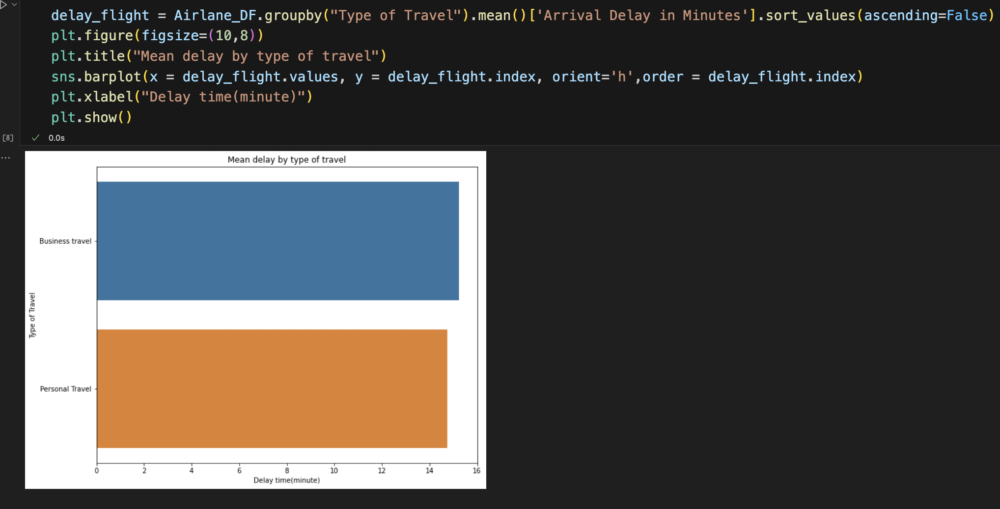 delay_flight = Airlane_DF.groupby("Type of Travel").mean()['Arrival Delay in Minutes'].sort_values(ascending=False)
plt.figure(figsize=(10,8))
plt.title("Mean delay by type of travel")
sns.barplot(x = delay_flight.values, y = delay_flight.index, orient='h',order = delay_flight.index)
plt.xlabel("Delay time(minute)")
plt.show()
[8]
0.0s
Mean delay by type of travel
Business travel
Type of Travel
Personal Travel
0 2 4 6 8 10 12 14 16
Delay time(minute)